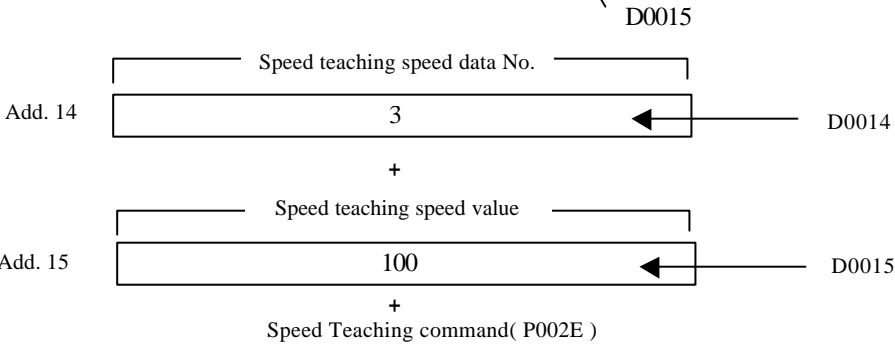 D0015
Speed teaching speed data No.
Add. 14 3 D0014
+
Speed teaching speed value
Add. 15 100 D0015
+
Speed Teaching command( P002E )